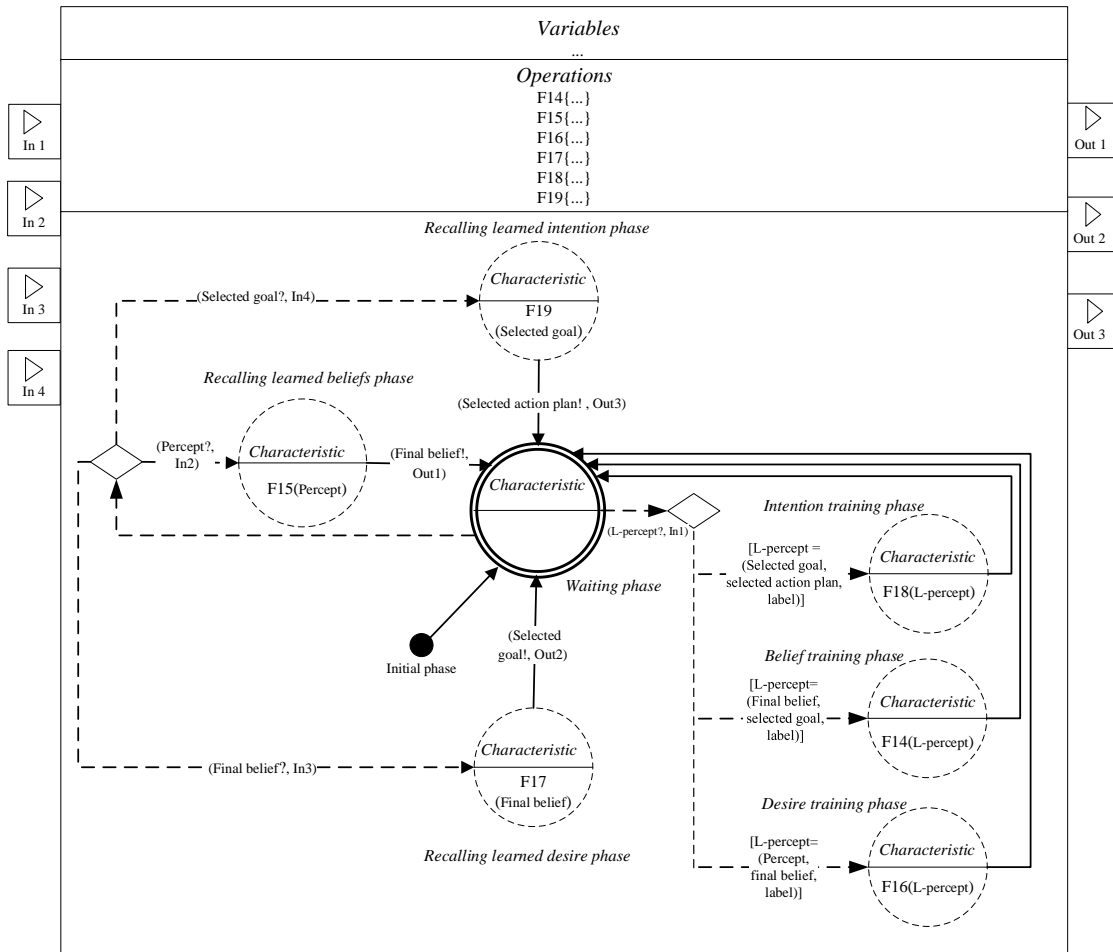 Variables
...
Operations
F14{...}
F15{...}
F16{...}
F17{...}
F18{...}
F19{...}
In 1
In 2
In 3
In 4
Out 1
Out 2
Out 3
Recalling learned intention phase
Characteristic
F19
(Selected goal)
(Selected goal?, In4)
(Selected action plan! , Out3)
Recalling learned beliefs phase
(Percept?,
In2)
Characteristic
F15(Percept)
(Final belief!,
Out1)
Characteristic
Waiting phase
(L-percept?, In1)
Initial phase
(Selected
goal!, Out2)
(Final belief?, In3)
Characteristic
F17
(Final belief)
Recalling learned desire phase
Intention training phase
[L-percept =
(Selected goal,
selected action plan,
label)]
Characteristic
F18(L-percept)
Belief training phase
[L-percept=
(Final belief,
selected goal,
label)]
Characteristic
F14(L-percept)
Desire training phase
[L-percept=
(Percept,
final belief,
label)]
Characteristic
F16(L-percept)